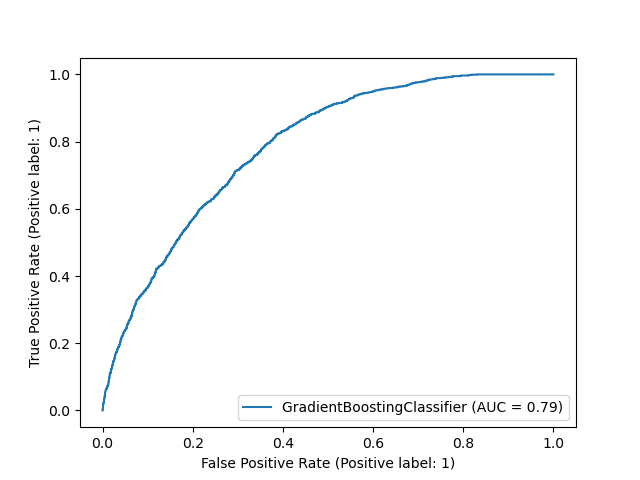 1.0
0.8
0.6
0.4
0.2
0.0
True Positive Rate (Positive label: 1)
GradientBoostingClassifier (AUC = 0.79)
0.0 0.2 0.4 0.6 0.8 1.0
False Positive Rate (Positive label: 1)